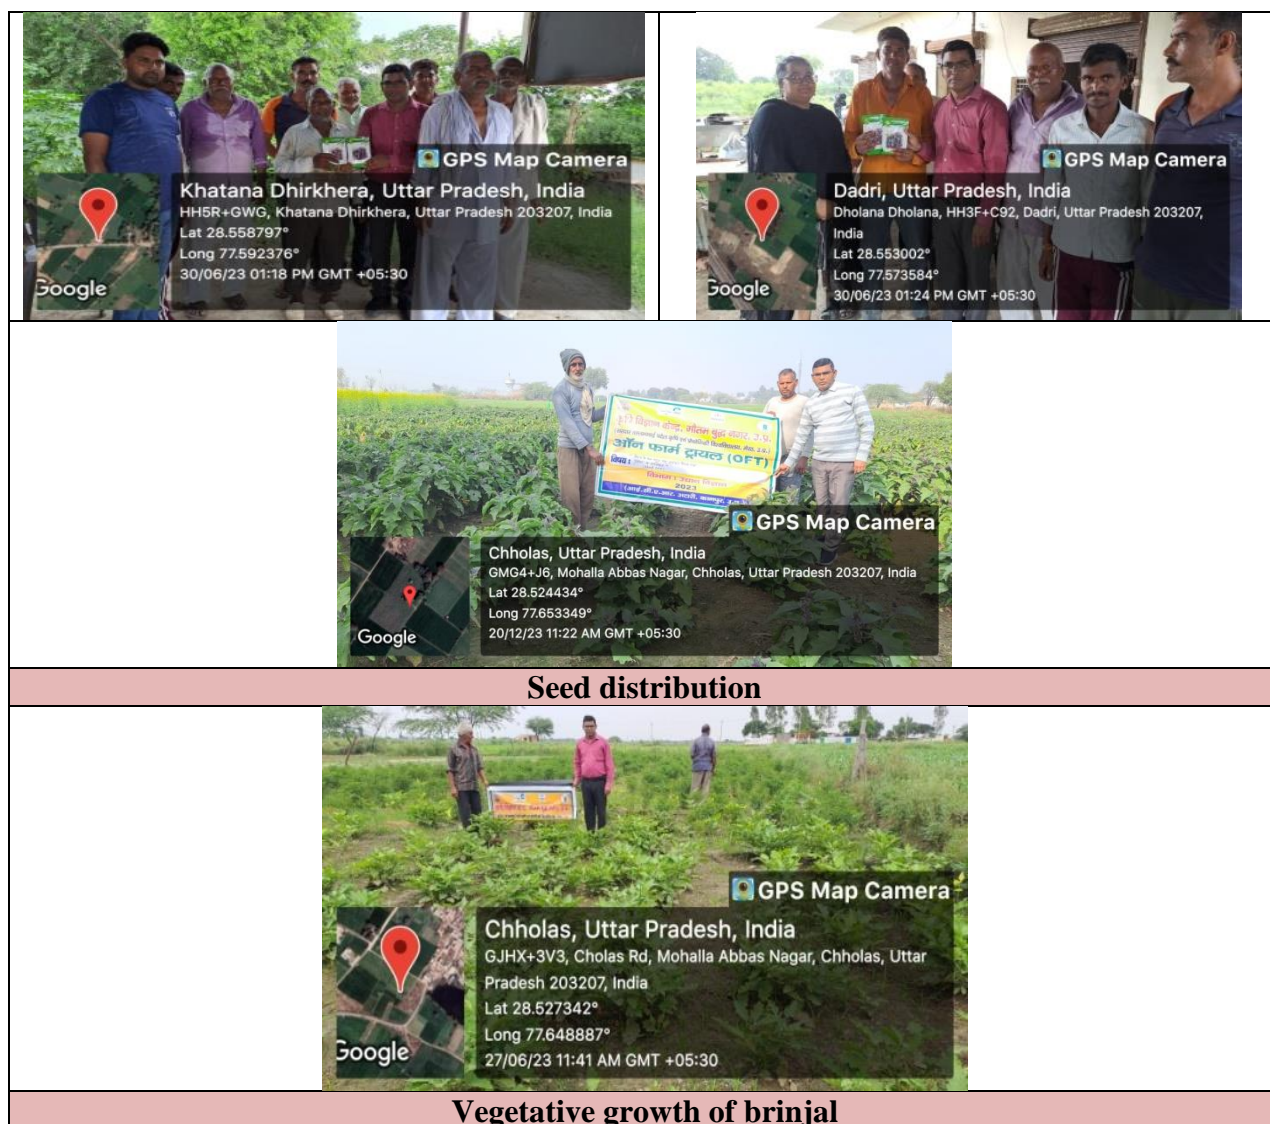 GPS Map Camera
Khatana Dhirkhera, Uttar Pradesh, India
HH5R+GWG, Khatana Dhirkhera, Uttar Pradesh 203207, India
Lat 28.558797°
Long 77.592376°
30/06/23 01:18 PM GMT +05:30
Google
GPS Map Camera
Dadri, Uttar Pradesh, India
Dholana Dholana, HH3F+C92, Dadri, Uttar Pradesh 203207,
India
Lat 28.553002°
Long 77.573584°
30/06/23 01:24 PM GMT +05:30
Google
कृषि विज्ञान केन्द्र, गौतम बुद्ध नगर, उ.प्र.
ऑन फार्म ट्रायल (OFT)
विषय :
2023
GPS Map Camera
Chholas, Uttar Pradesh, India
GMG4+J6, Mohalla Abbas Nagar, Chholas, Uttar Pradesh 203207, India
Lat 28.524434°
Long 77.653349°
20/12/23 11:22 AM GMT +05:30
Google
Seed distribution
GPS Map Camera
Chholas, Uttar Pradesh, India
GJHX+3V3, Cholas Rd, Mohalla Abbas Nagar, Chholas, Uttar
Pradesh 203207, India
Lat 28.527342°
Long 77.648887°
27/06/23 11:41 AM GMT +05:30
Google
Vegetative growth of brinjal